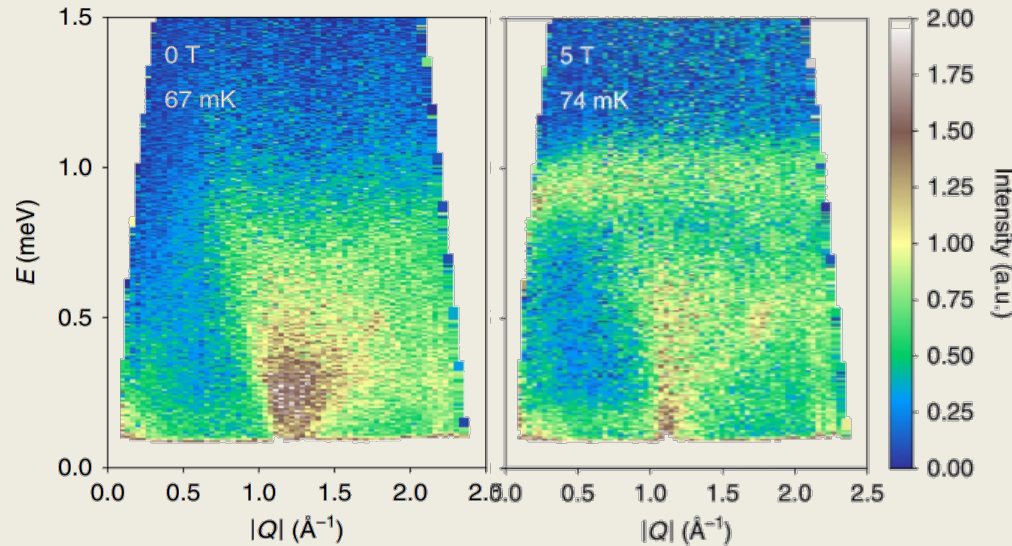 0 T
67 mK
5 T
74 mK
E (meV)
1.5
1.0
0.5
0.0
0.0 0.5 1.0 1.5 2.0 2.5
|Q| (Å⁻¹)
0.0 0.5 1.0 1.5 2.0 2.5
|Q| (Å⁻¹)
2.00
1.75
1.50
1.25
1.00
0.75
0.50
0.25
0.00
Intensity (a.u.)